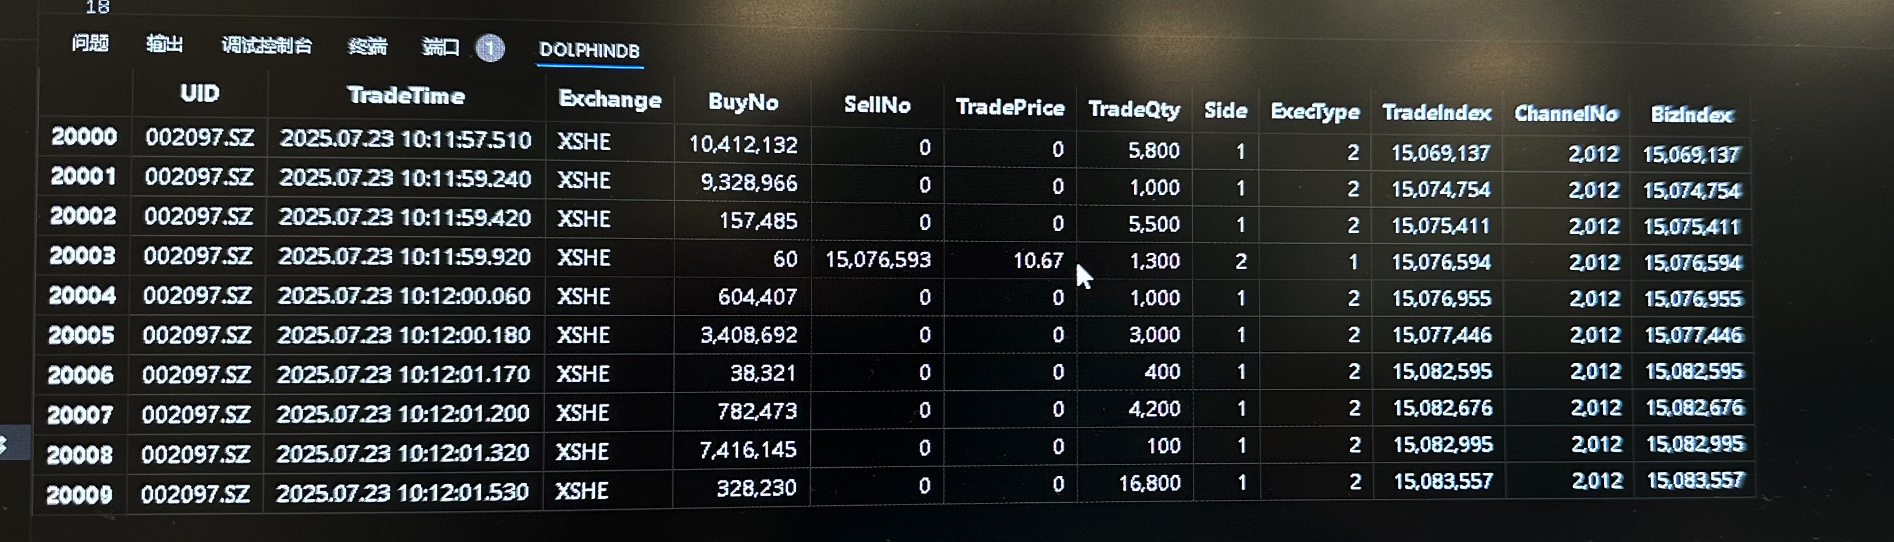 18
问题 输出 调试控制台 终端 端口 1 DOLPHINDB
UID TradeTime Exchange BuyNo SellNo TradePrice TradeQty Side ExecType TradeIndex ChannelNo BizIndex
20000 002097.SZ 2025.07.23 10:11:57.510 XSHE 10,412,132 0 0 5,800 1 2 15,069,137 2,012 15,069,137
20001 002097.SZ 2025.07.23 10:11:59.240 XSHE 9,328,966 0 0 1,000 1 2 15,074,754 2,012 15,074,754
20002 002097.SZ 2025.07.23 10:11:59.420 XSHE 157,485 0 0 5,500 1 2 15,075,411 2,012 15,075,411
20003 002097.SZ 2025.07.23 10:11:59.920 XSHE 60 15,076,593 10.67 1,300 2 1 15,076,594 2,012 15,076,594
20004 002097.SZ 2025.07.23 10:12:00.060 XSHE 604,407 0 0 1,000 1 2 15,076,955 2,012 15,076,955
20005 002097.SZ 2025.07.23 10:12:00.180 XSHE 3,408,692 0 0 3,000 1 2 15,077,446 2,012 15,077,446
20006 002097.SZ 2025.07.23 10:12:01.170 XSHE 38,321 0 0 400 1 2 15,082,595 2,012 15,082,595
20007 002097.SZ 2025.07.23 10:12:01.200 XSHE 782,473 0 0 4,200 1 2 15,082,676 2,012 15,082,676
20008 002097.SZ 2025.07.23 10:12:01.320 XSHE 7,416,145 0 0 100 1 2 15,082,995 2,012 15,082,995
20009 002097.SZ 2025.07.23 10:12:01.530 XSHE 328,230 0 0 16,800 1 2 15,083,557 2,012 15,083,557